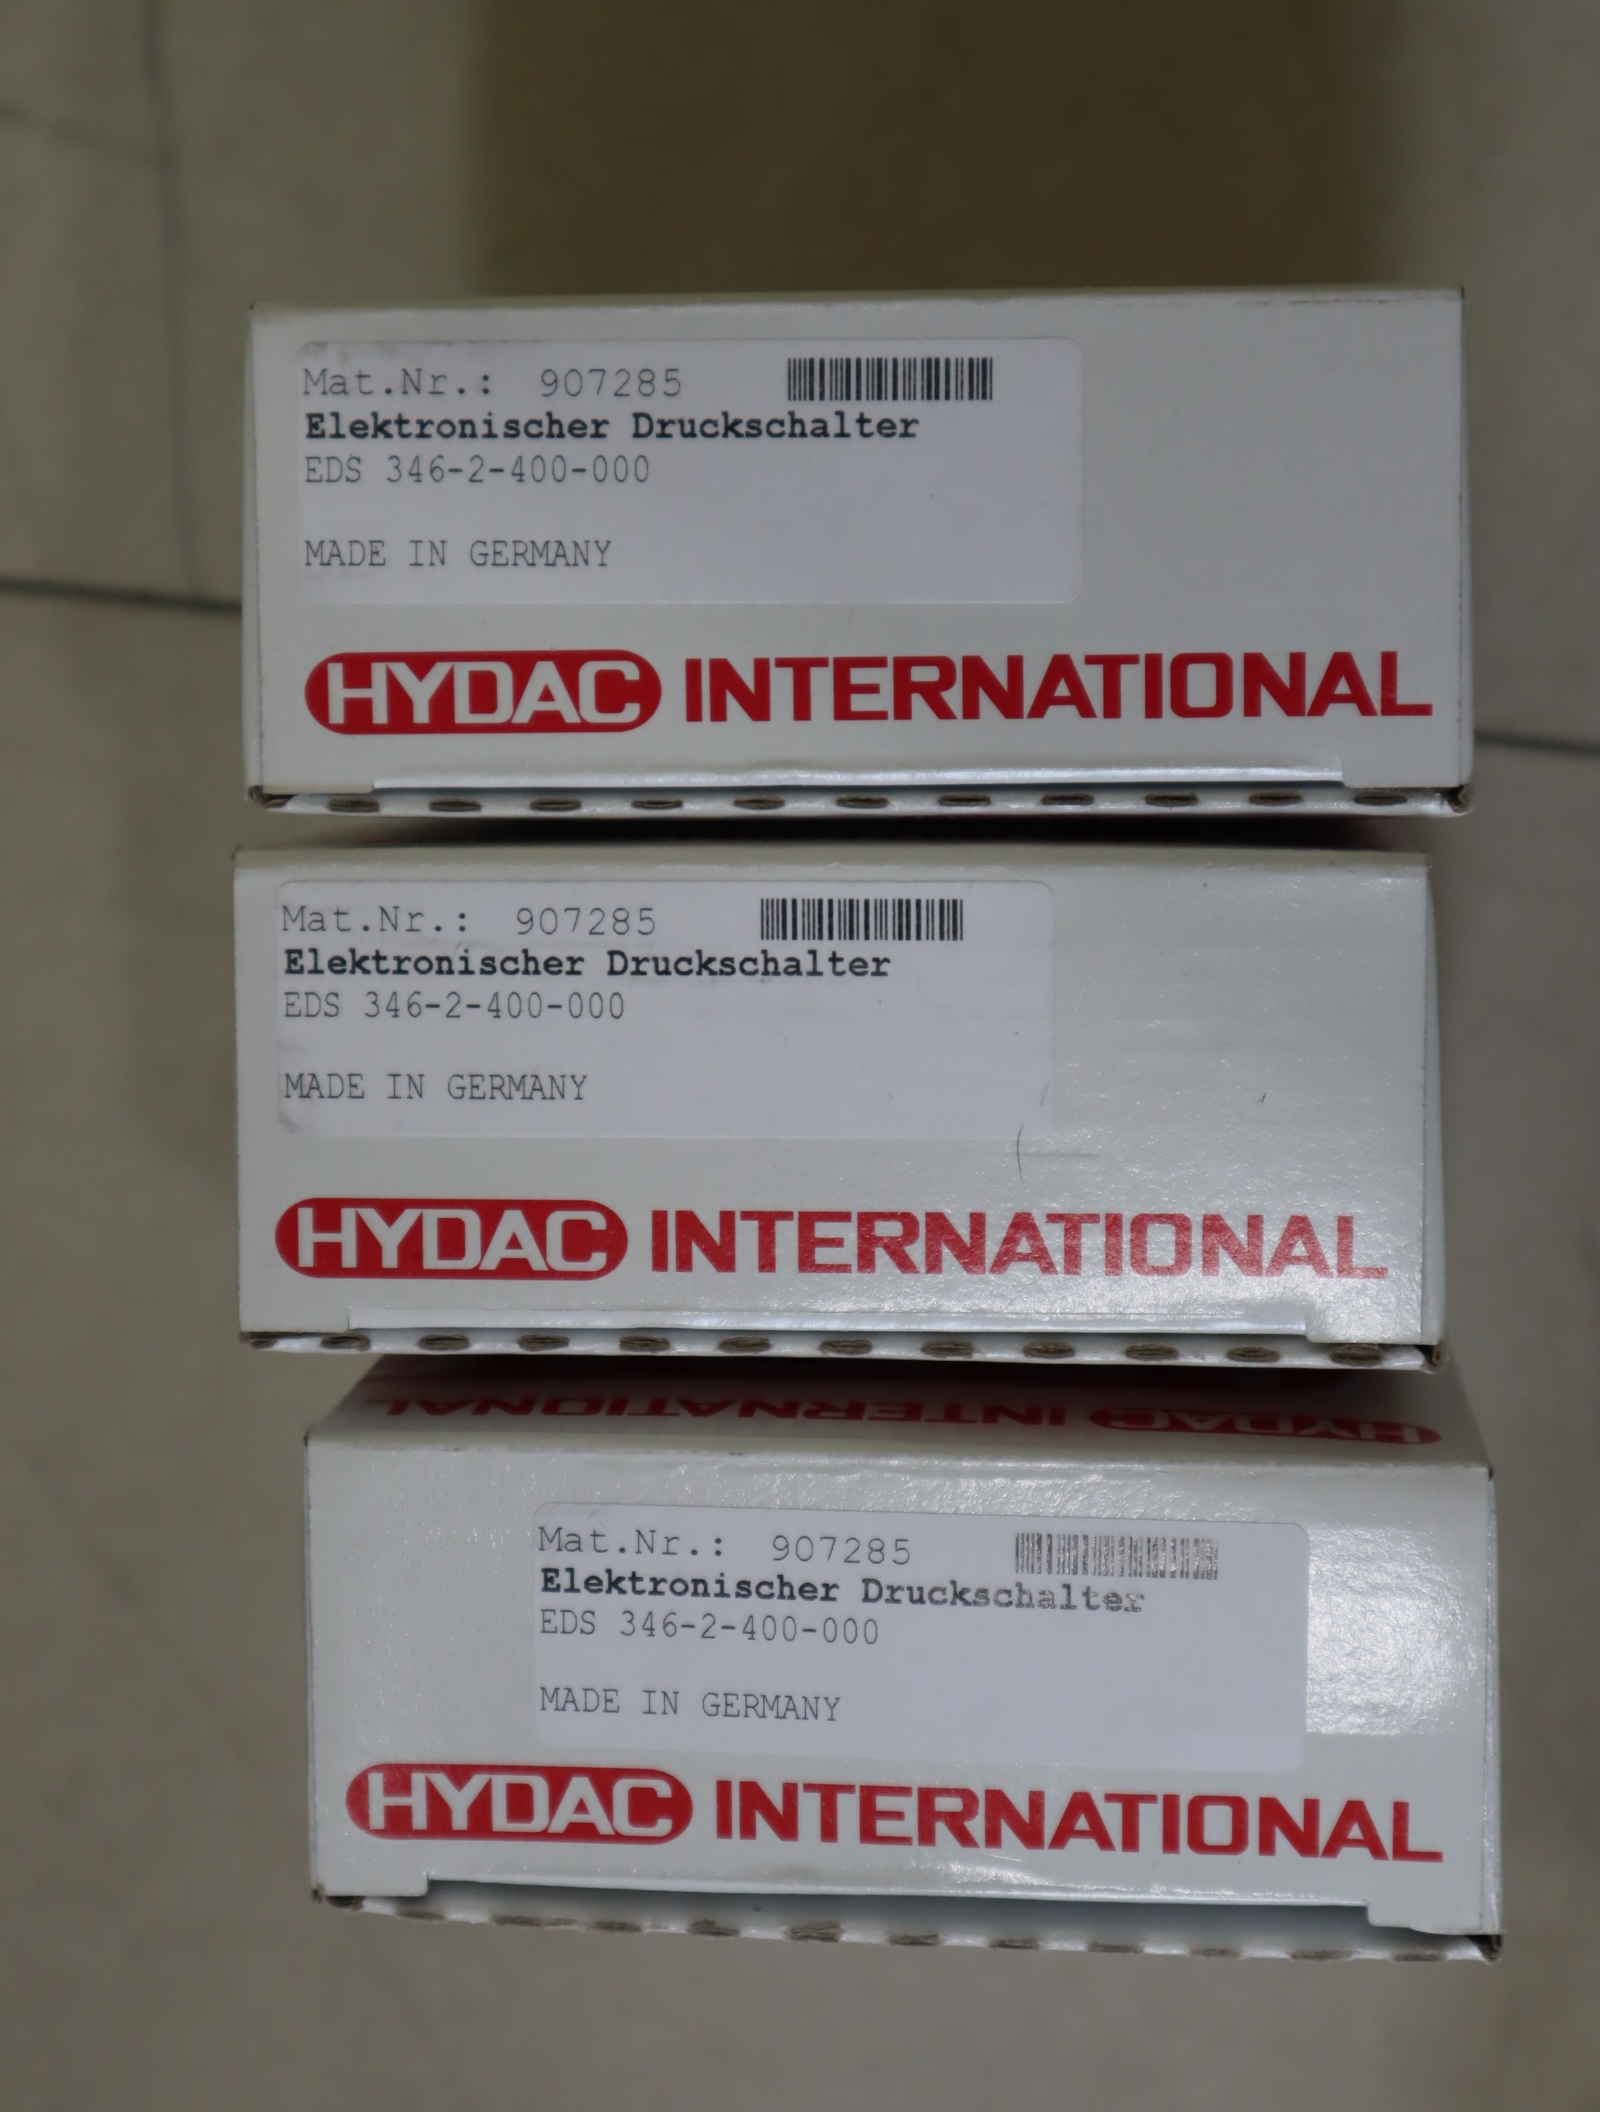 Mat.Nr.: 907285
Elektronischer Druckschalter
EDS 346-2-400-000
MADE IN GERMANY
HYDAC INTERNATIONAL
Mat.Nr.: 907285
Elektronischer Druckschalter
EDS 346-2-400-000
MADE IN GERMANY
HYDAC INTERNATIONAL
HYDAC INTERNATIONAL
Mat.Nr.: 907285
Elektronischer Druckschalter
EDS 346-2-400-000
MADE IN GERMANY
HYDAC INTERNATIONAL